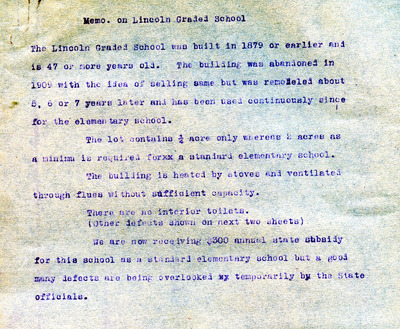 Memo. on Lincoln Graded School
The Lincoln Graded School was built in 1879 or earlier and
is 47 or more years old. The building was abandoned in
1909 with the idea of selling same but was remoleled about
5, 6 or 7 years later and has been used continuously since
for the elementary school.
The lot contains ¼ acre only whereas 2 acres as
a minimu is required forxx a standard elementary school.
The building is heated by stoves and ventilated
through flues without sufficient capacity.
There are no interior toilets.
(Other defects shown on next two sheets)
We are now receiving $300 annual state subsidy
for this school as a standard elementary school but a good
many defects are being overlooked xy temporarily by the State
officials.